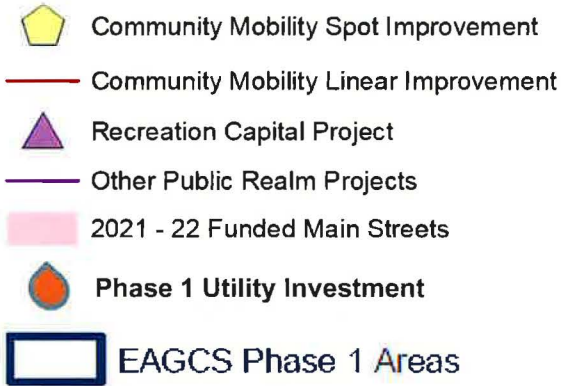 Community Mobility Spot Improvement
Community Mobility Linear Improvement
Recreation Capital Project
Other Public Realm Projects
2021 - 22 Funded Main Streets
Phase 1 Utility Investment
EAGCS Phase 1 Areas